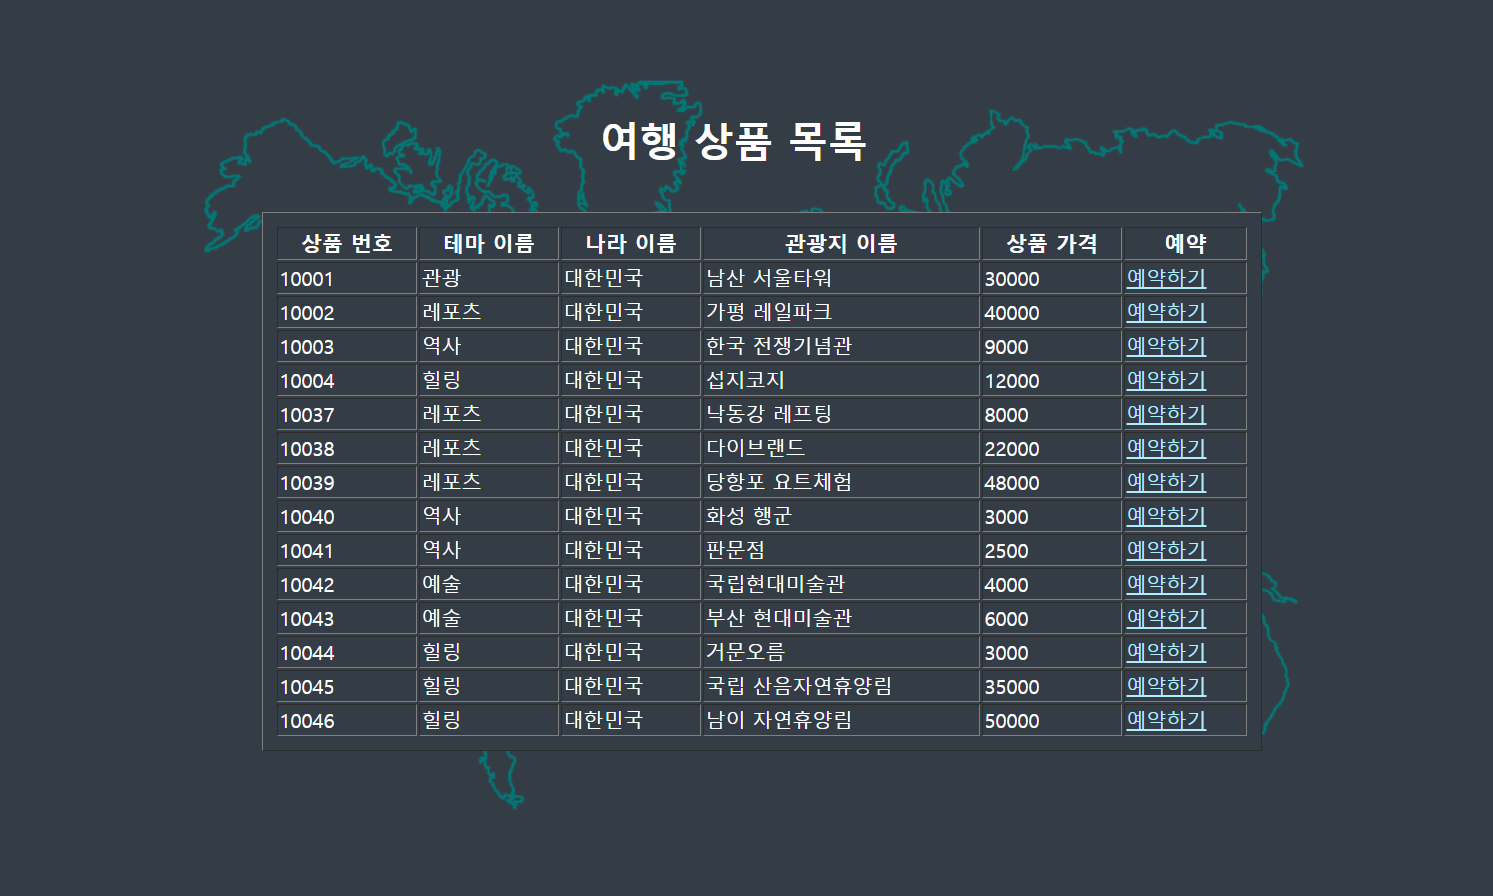 여행 상품 목록
상품 번호 테마 이름 나라 이름 관광지 이름 상품 가격 예약
10001 관광 대한민국 남산 서울타워 30000 예약하기
10002 레포츠 대한민국 가평 레일파크 40000 예약하기
10003 역사 대한민국 한국 전쟁기념관 9000 예약하기
10004 힐링 대한민국 섭지코지 12000 예약하기
10037 레포츠 대한민국 낙동강 레프팅 8000 예약하기
10038 레포츠 대한민국 다이브랜드 22000 예약하기
10039 레포츠 대한민국 당항포 요트체험 48000 예약하기
10040 역사 대한민국 화성 행군 3000 예약하기
10041 역사 대한민국 판문점 2500 예약하기
10042 예술 대한민국 국립현대미술관 4000 예약하기
10043 예술 대한민국 부산 현대미술관 6000 예약하기
10044 힐링 대한민국 거문오름 3000 예약하기
10045 힐링 대한민국 국립 산음자연휴양림 35000 예약하기
10046 힐링 대한민국 남이 자연휴양림 50000 예약하기